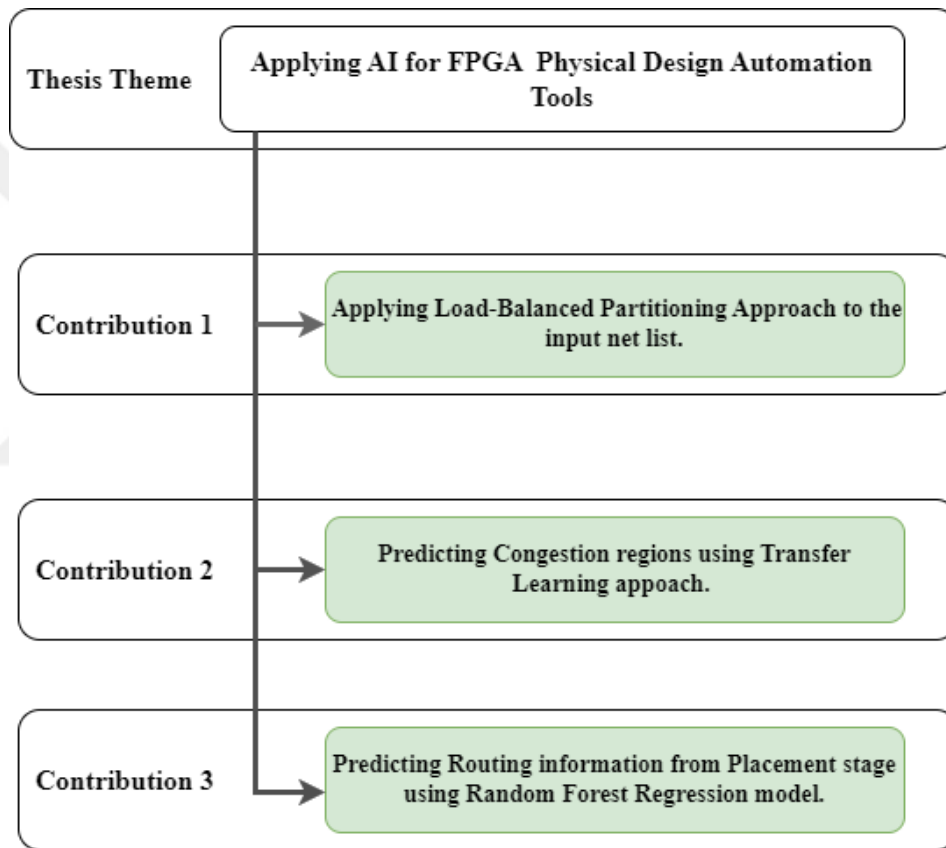 Thesis Theme
Applying AI for FPGA Physical Design Automation
Tools
Contribution 1
Applying Load-Balanced Partitioning Approach to the
input net list.
Contribution 2
Predicting Congestion regions using Transfer
Learning appoach.
Contribution 3
Predicting Routing information from Placement stage
using Random Forest Regression model.